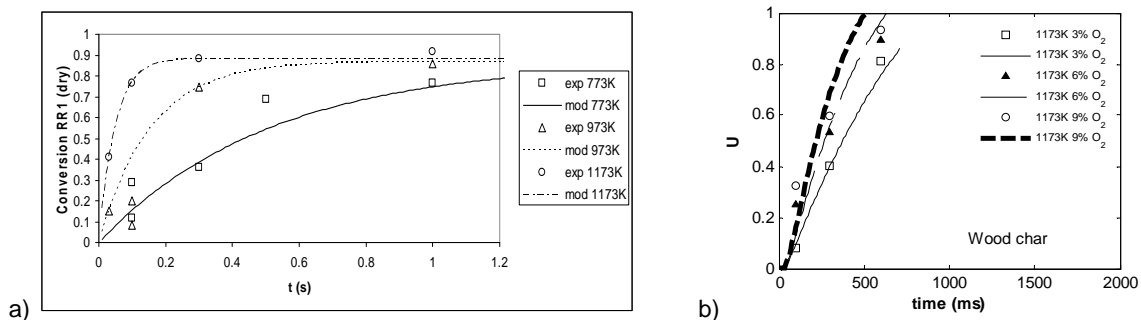 a)
Conversion RR1 (dry)
1
0.9
0.8
0.7
0.6
0.5
0.4
0.3
0.2
0.1
0
0 0.2 0.4 0.6 0.8 1 1.2
t (s)
exp 773K
mod 773K
exp 973K
mod 973K
exp 1173K
mod 1173K
b)
U
1
0.8
0.6
0.4
0.2
0
0 500 1000 1500 2000
time (ms)
1173K 3% O2
1173K 3% O2
1173K 6% O2
1173K 6% O2
1173K 9% O2
1173K 9% O2
Wood char